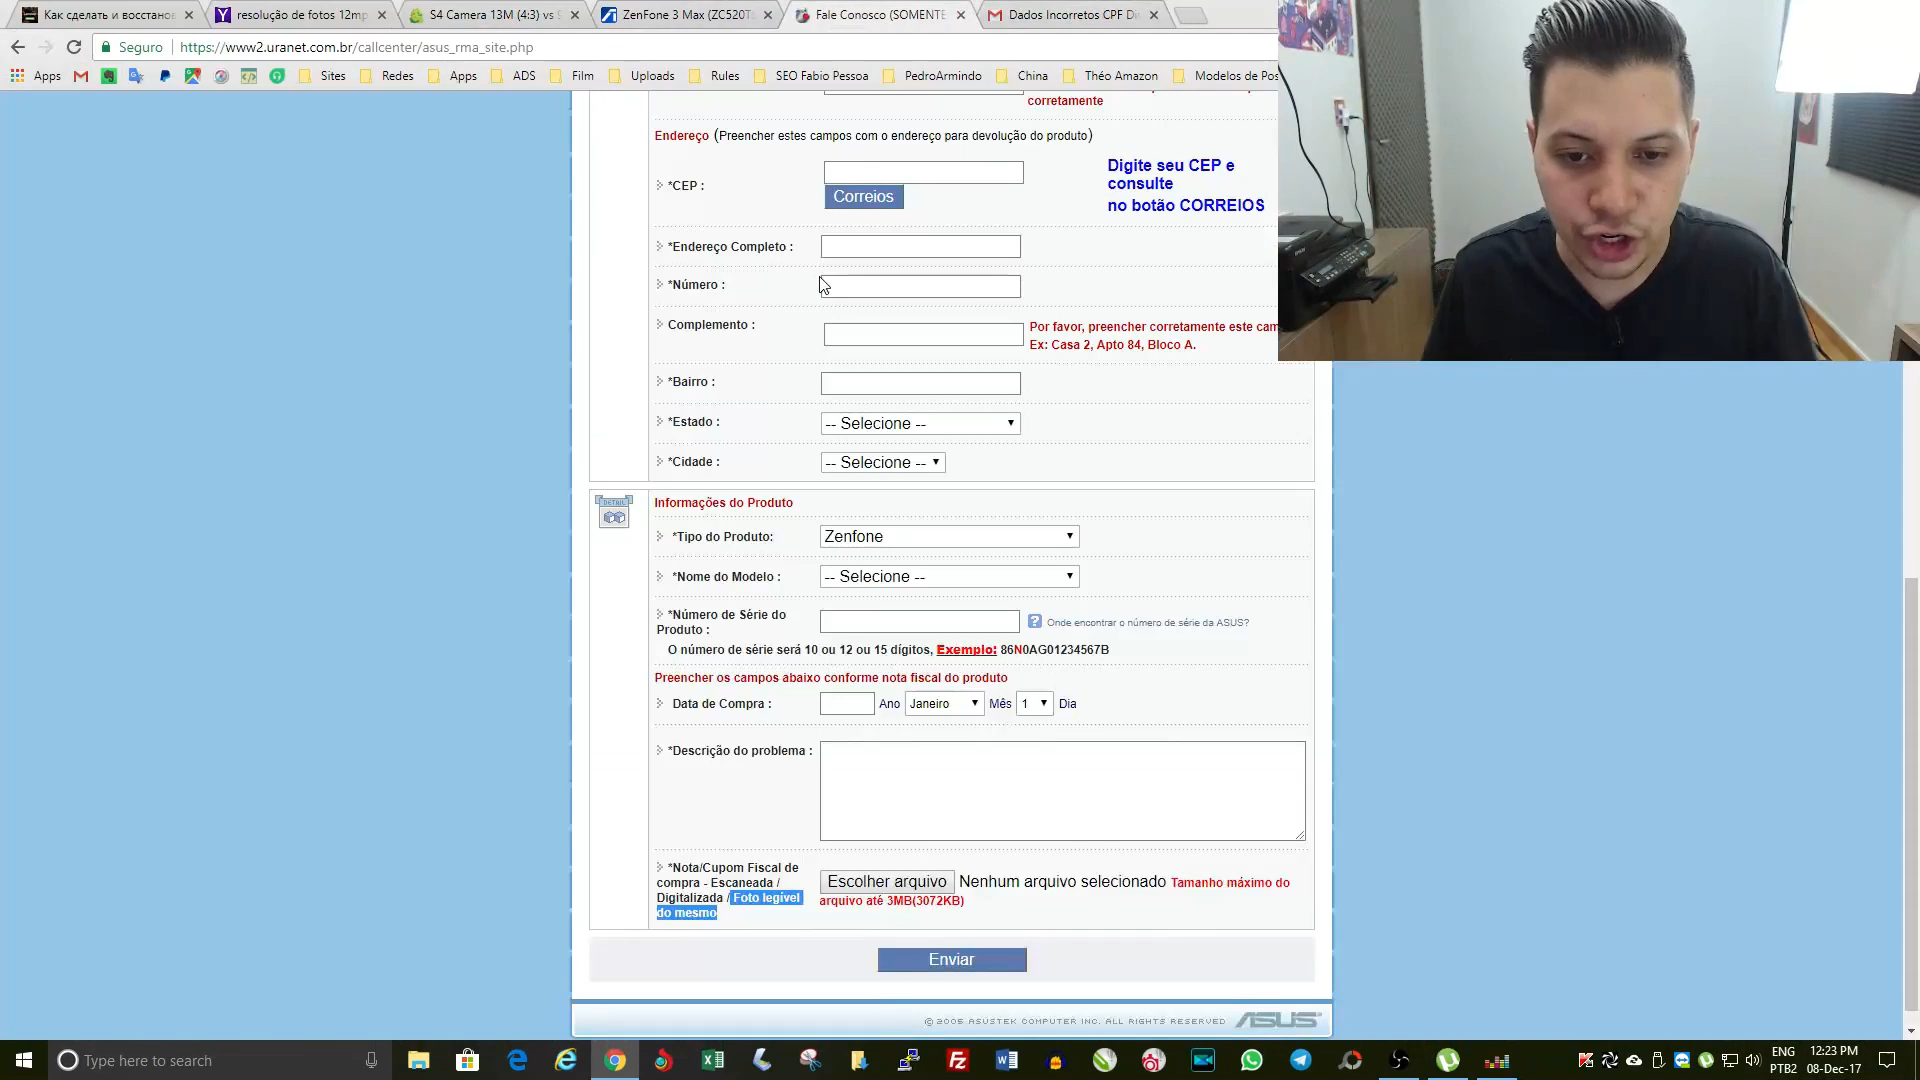 Как сделать и восстанов
resolução de fotos 12mp
S4 Camera 13M (4:3) vs S
ZenFone 3 Max (ZC520T
Fale Conosco (SOMENTE
Dados Incorretos CPF Di
Seguro
https://www2.uranet.com.br/callcenter/asus_rma_site.php
Apps
Sites
Redes
Apps
ADS
Film
Uploads
Rules
SEO Fabio Pessoa
PedroArmindo
China
Théo Amazon
Modelos de Pos
corretamente
Endereço (Preencher estes campos com o endereço para devolução do produto)
*CEP :
Correios
Digite seu CEP e
consulte
no botão CORREIOS
*Endereço Completo :
*Número :
Complemento :
Por favor, preencher corretamente este cam
Ex: Casa 2, Apto 84, Bloco A.
*Bairro :
*Estado :
-- Selecione --
*Cidade :
-- Selecione --
DETAIL
Informações do Produto
*Tipo do Produto:
Zenfone
*Nome do Modelo :
-- Selecione --
*Número de Série do
Produto :
? Onde encontrar o número de série da ASUS?
O número de série será 10 ou 12 ou 15 dígitos, Exemplo: 86N0AG01234567B
Preencher os campos abaixo conforme nota fiscal do produto
Data de Compra :
Ano
Janeiro
Mês
1
Dia
*Descrição do problema :
*Nota/Cupom Fiscal de
compra - Escaneada /
Digitalizada / Foto legível
do mesmo
Escolher arquivo
Nenhum arquivo selecionado
Tamanho máximo do
arquivo até 3MB(3072KB)
Enviar
© 2005 ASUSTEK COMPUTER INC. ALL RIGHTS RESERVED
ASUS
Type here to search
ENG
PTB2
12:23 PM
08-Dec-17